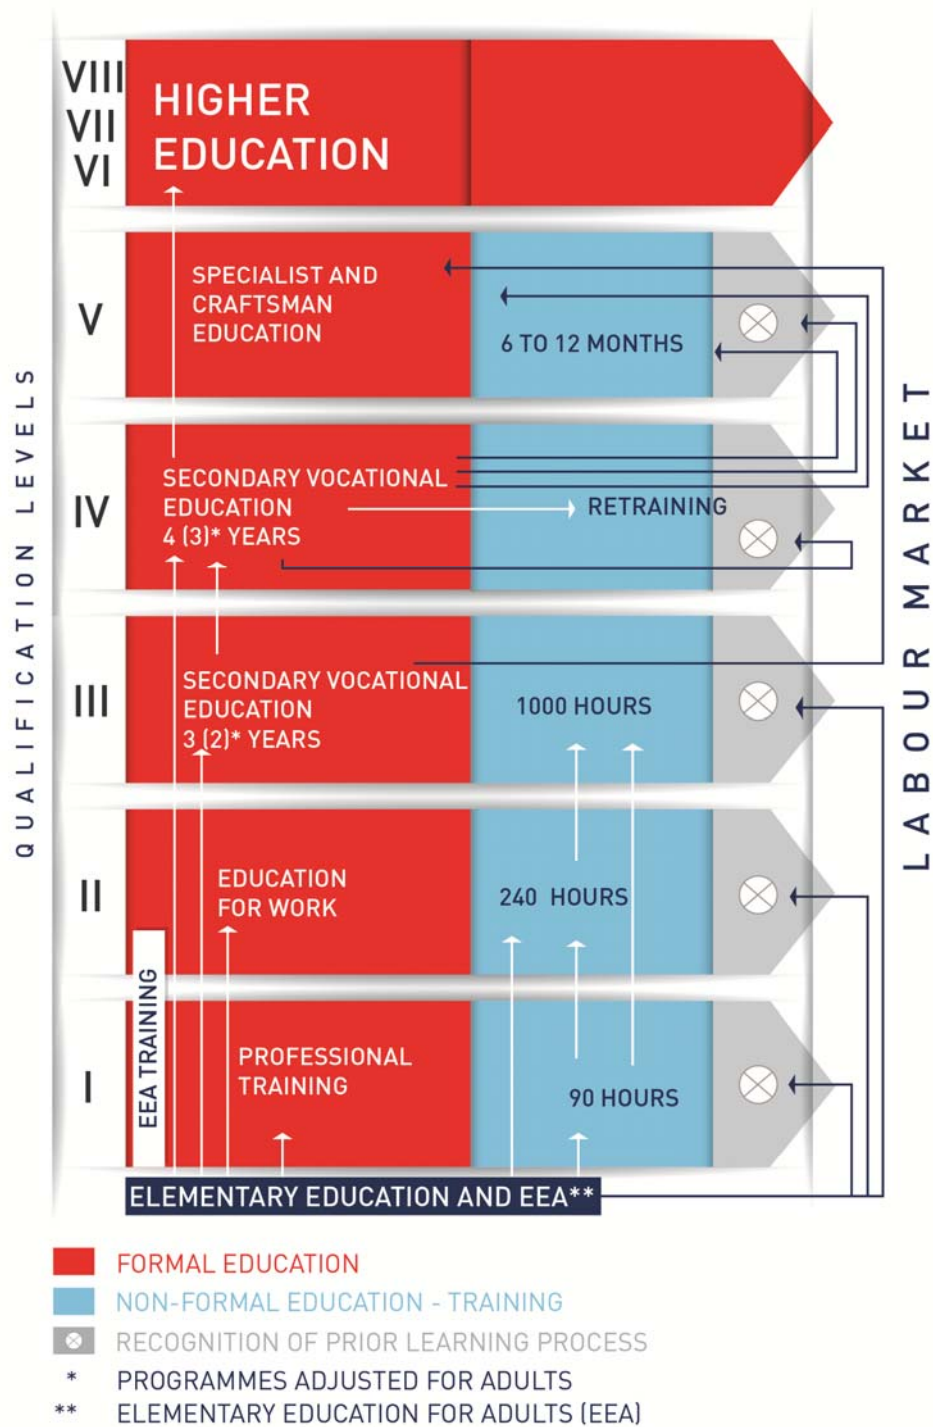 VIII
VII
VI
HIGHER
EDUCATION
V
SPECIALIST AND
CRAFTSMAN
EDUCATION
6 TO 12 MONTHS
IV
SECONDARY VOCATIONAL
EDUCATION
4 (3)* YEARS
RETRAINING
III
SECONDARY VOCATIONAL
EDUCATION
3 (2)* YEARS
1000 HOURS
II
EDUCATION
FOR WORK
240 HOURS
I
EEA TRAINING
PROFESSIONAL
TRAINING
90 HOURS
ELEMENTARY EDUCATION AND EEA**
QUALIFICATION LEVELS
LABOUR MARKET
FORMAL EDUCATION
NON-FORMAL EDUCATION - TRAINING
RECOGNITION OF PRIOR LEARNING PROCESS
* PROGRAMMES ADJUSTED FOR ADULTS
** ELEMENTARY EDUCATION FOR ADULTS (EEA)